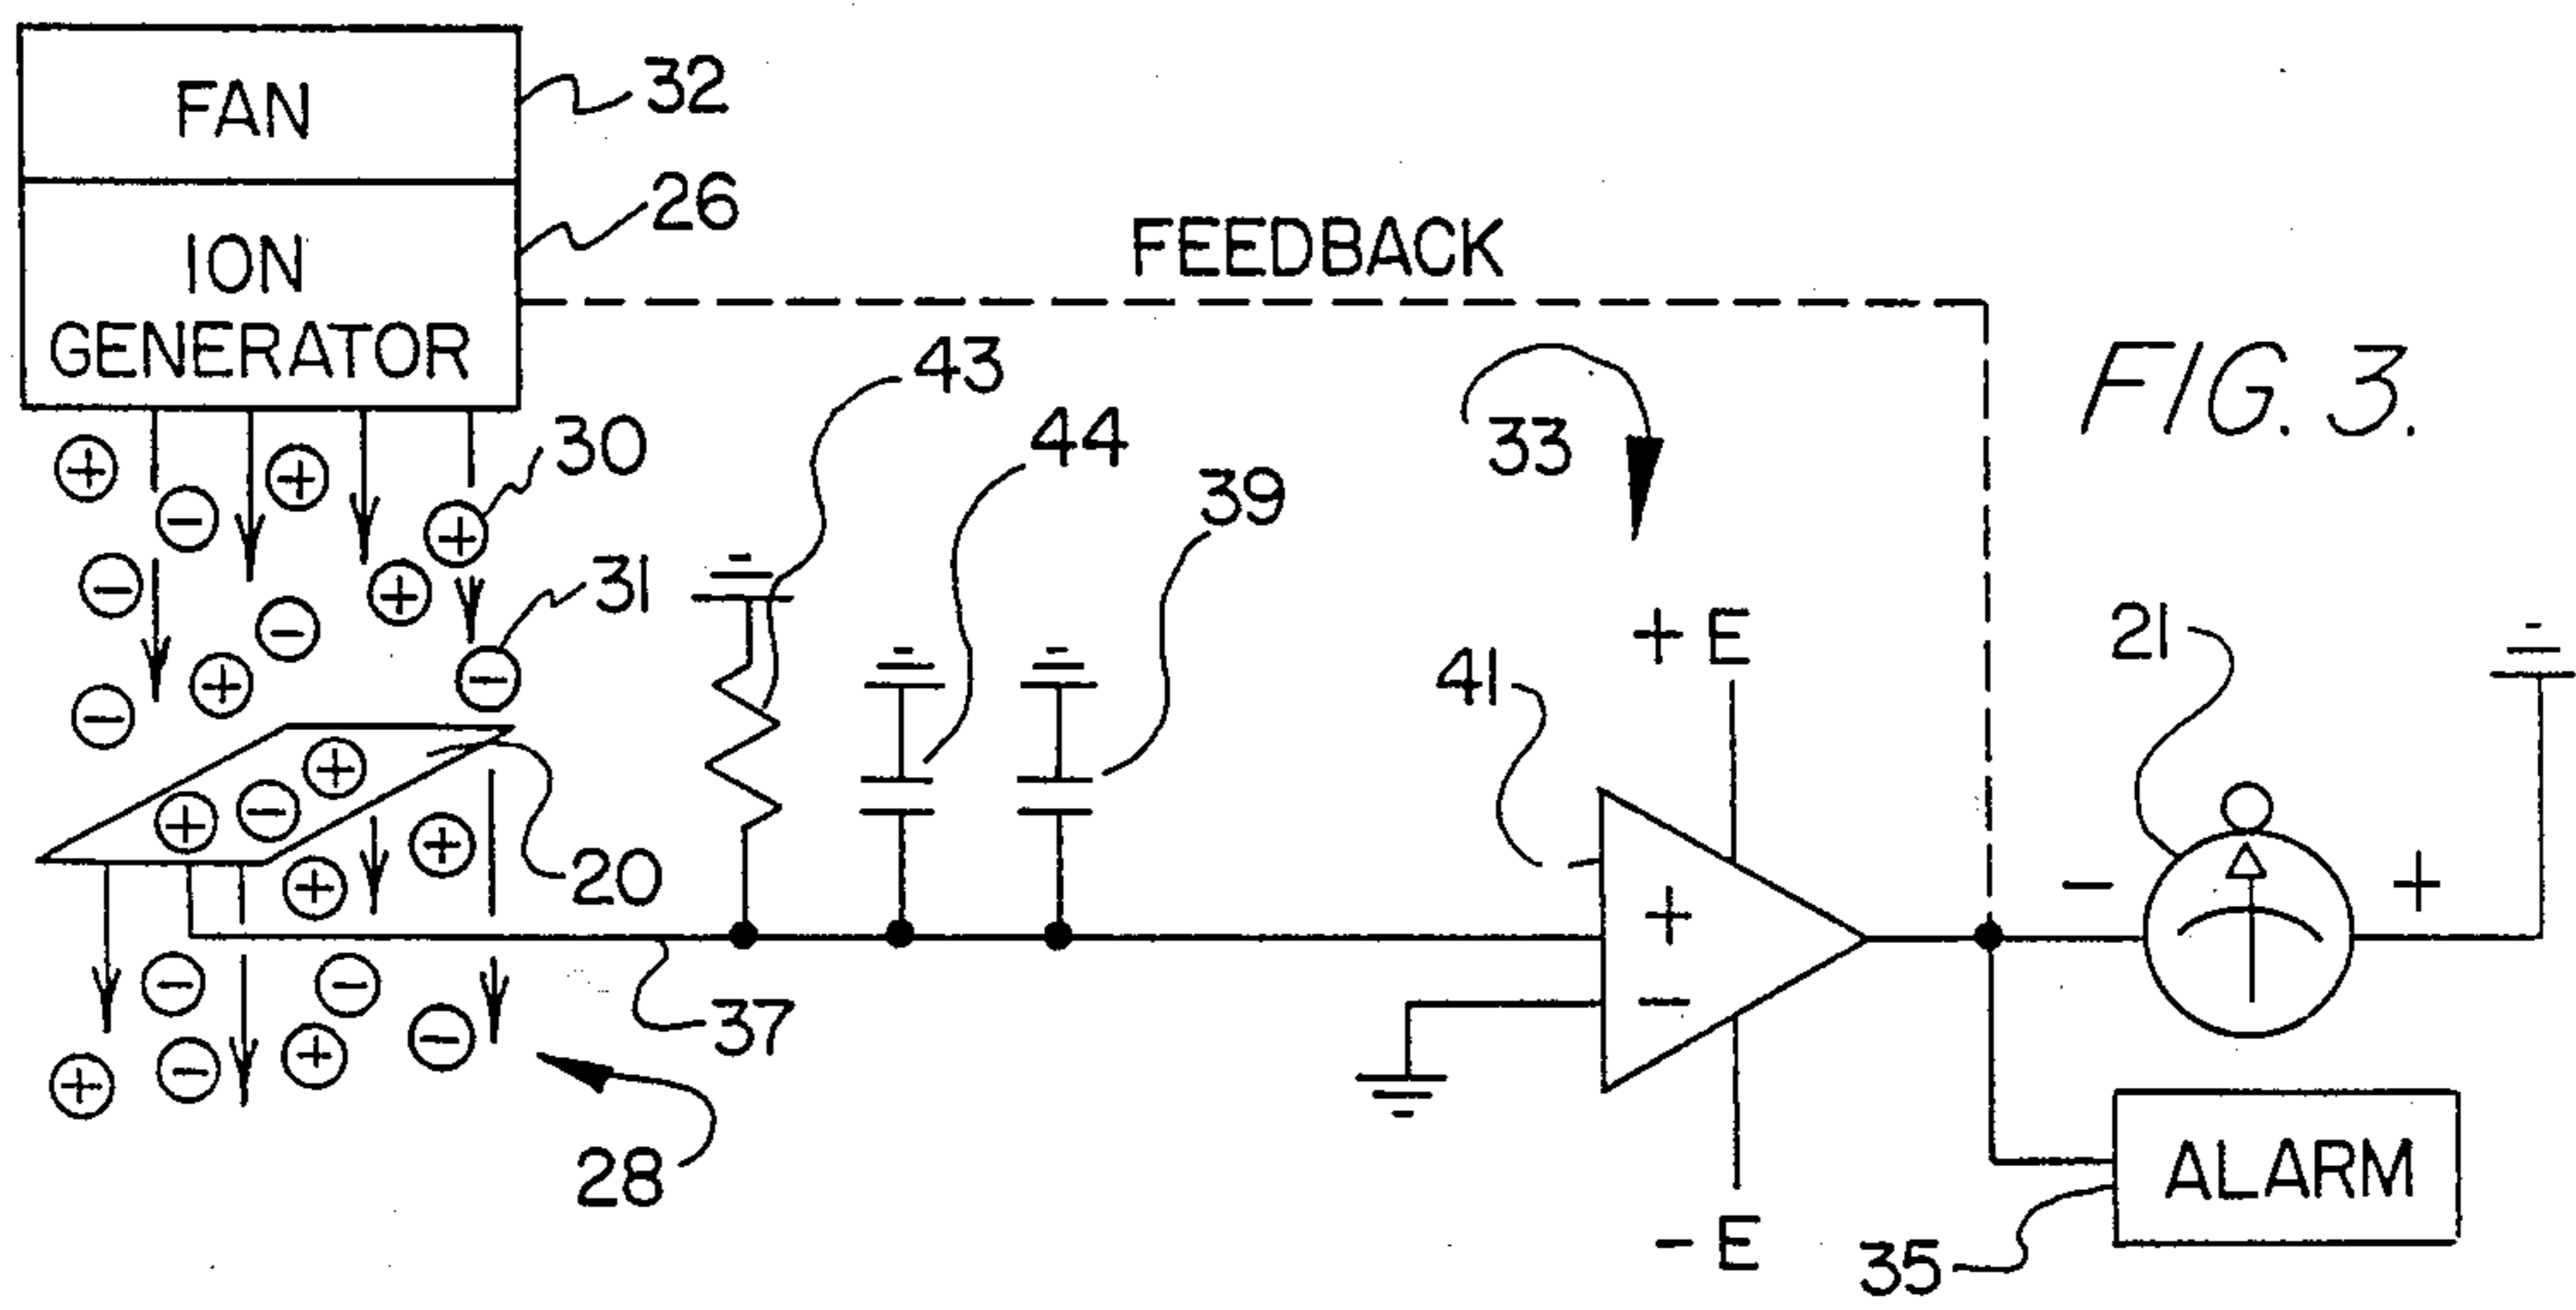 FAN
32
26
ION
GENERATOR
FEEDBACK
43
44
39
33
FIG. 3.
30
31
+ E
21
41
20
- +
+
-
37
28
- E
ALARM
35